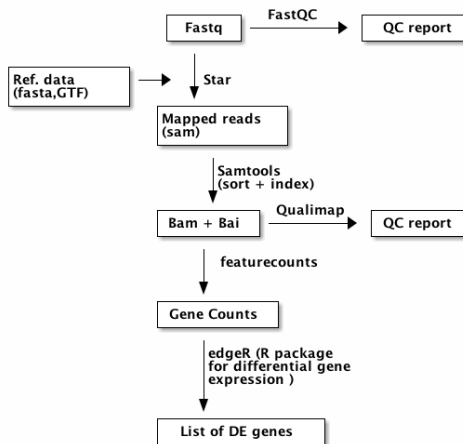 FastQC
Fastq
QC report
Ref. data
(fasta,GTF)
Star
Mapped reads
(sam)
Samtools
(sort + index)
Qualimap
Bam + Bai
QC report
featurecounts
Gene Counts
edgeR (R package
for differential gene
expression )
List of DE genes